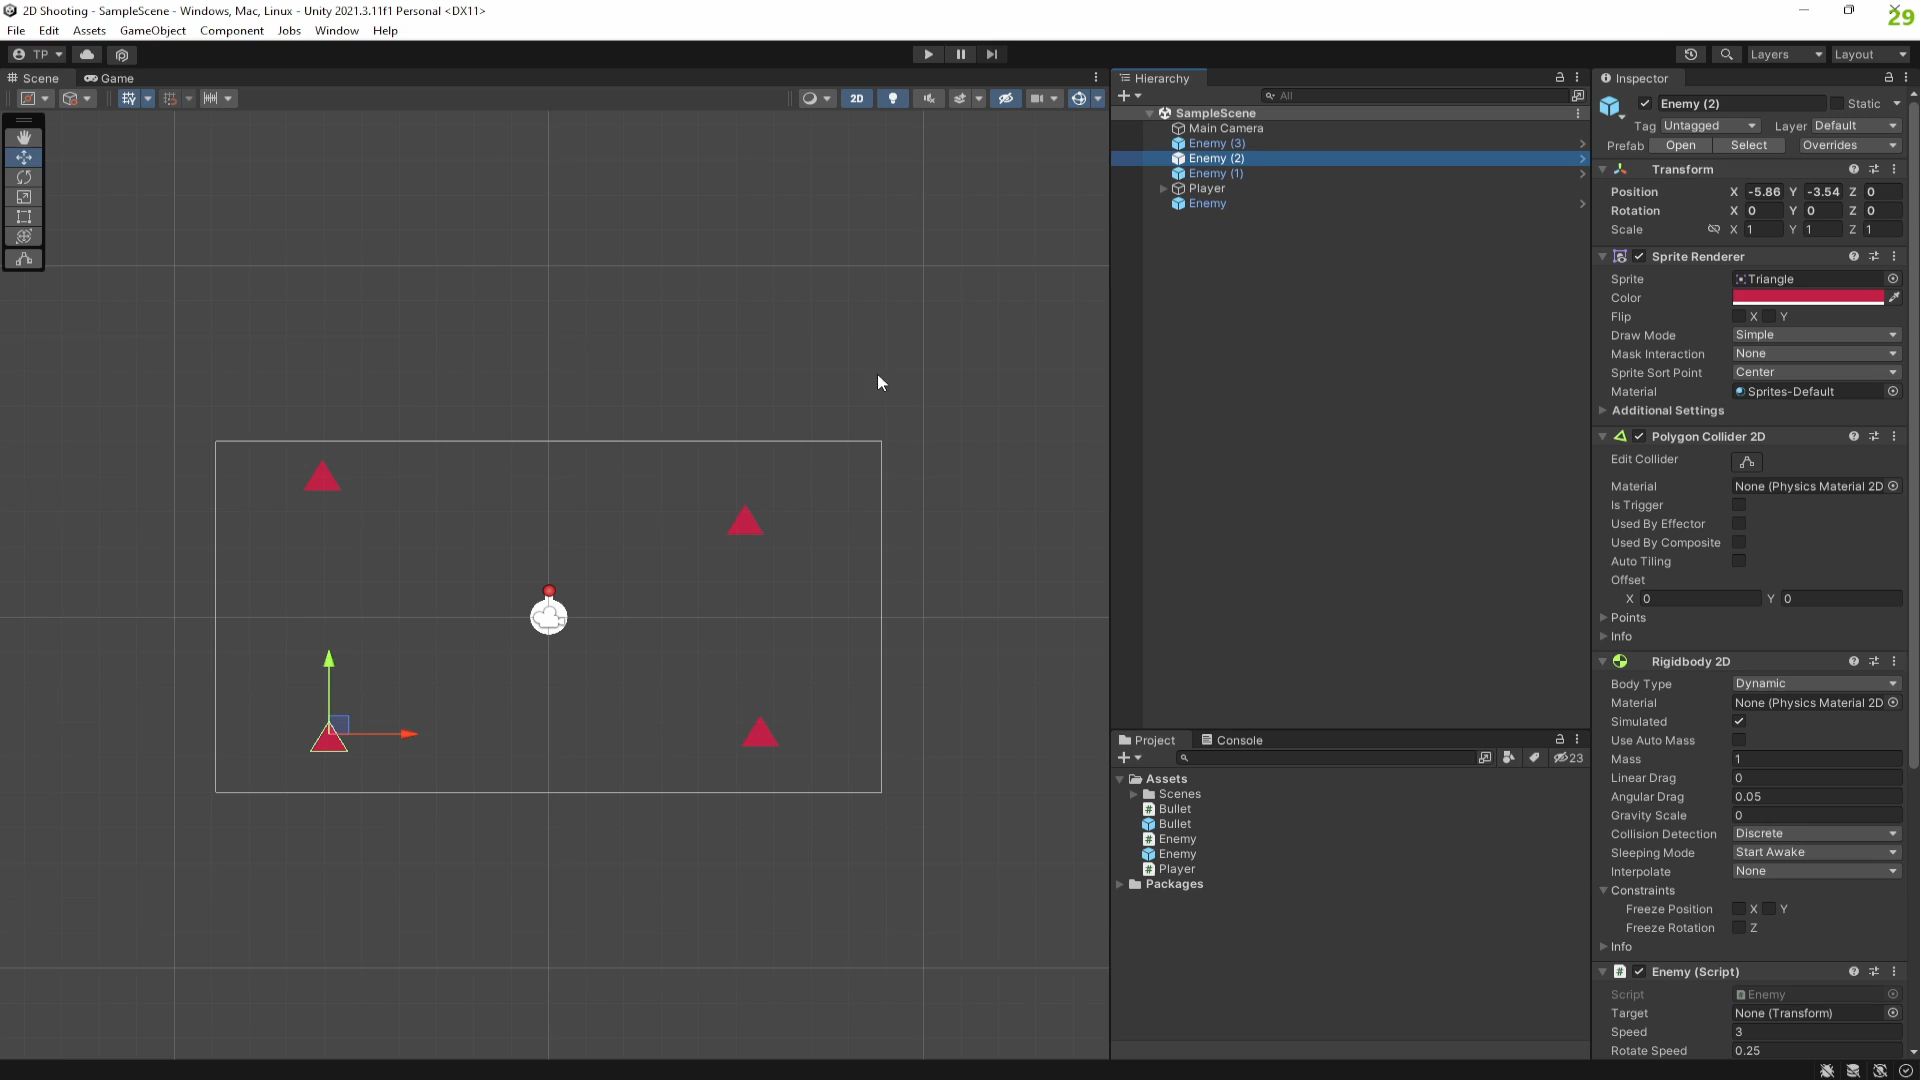 2D Shooting - SampleScene - Windows, Mac, Linux - Unity 2021.3.11f1 Personal <DX11>
29
File Edit Assets GameObject Component Jobs Window Help
TP Layers Layout
Scene Game
2D
Hierarchy
All
SampleScene
Main Camera
Enemy (3)
Enemy (2)
Enemy (1)
Player
Enemy
Project Console
23
Assets
Scenes
Bullet
Bullet
Enemy
Enemy
Player
Packages
Inspector
Enemy (2) Static
Tag Untagged Layer Default
Prefab Open Select Overrides
Transform
Position X -5.86 Y -3.54 Z 0
Rotation X 0 Y 0 Z 0
Scale X 1 Y 1 Z 1
Sprite Renderer
Sprite Triangle
Color
Flip X Y
Draw Mode Simple
Mask Interaction None
Sprite Sort Point Center
Material Sprites-Default
Additional Settings
Polygon Collider 2D
Edit Collider
Material None (Physics Material 2D
Is Trigger
Used By Effector
Used By Composite
Auto Tiling
Offset
X 0 Y 0
Points
Info
Rigidbody 2D
Body Type Dynamic
Material None (Physics Material 2D
Simulated
Use Auto Mass
Mass 1
Linear Drag 0
Angular Drag 0.05
Gravity Scale 0
Collision Detection Discrete
Sleeping Mode Start Awake
Interpolate None
Constraints
Freeze Position X Y
Freeze Rotation Z
Info
Enemy (Script)
Script Enemy
Target None (Transform)
Speed 3
Rotate Speed 0.25